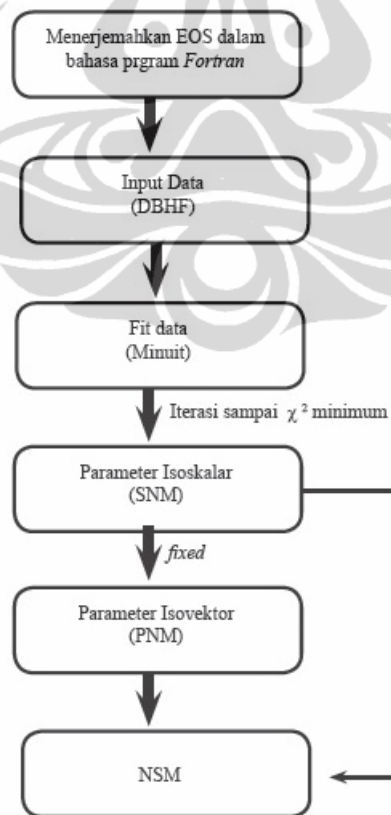 Menerjemahkan EOS dalam
bahasa prgram Fortran
Input Data
(DBHF)
Fit data
(Minuit)
Iterasi sampai χ² minimum
Parameter Isoskalar
(SNM)
fixed
Parameter Isovektor
(PNM)
NSM